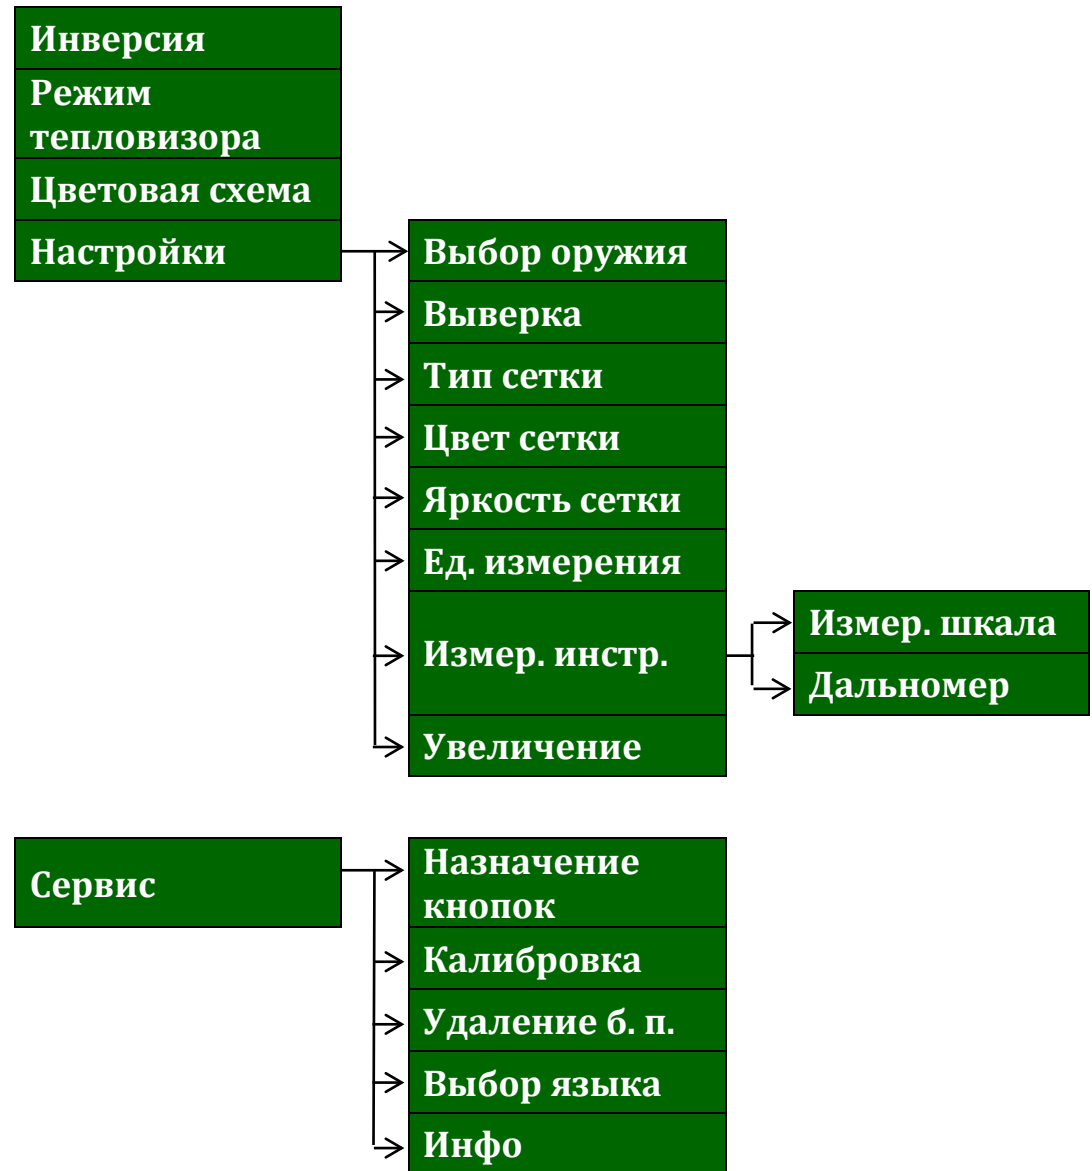 Инверсия
Режим
тепловизора
Цветовая схема
Настройки
Выбор оружия
Выверка
Тип сетки
Цвет сетки
Яркость сетки
Ед. измерения
Измер. инстр.
Измер. шкала
Дальномер
Увеличение
Сервис
Назначение
кнопок
Калибровка
Удаление б. п.
Выбор языка
Инфо